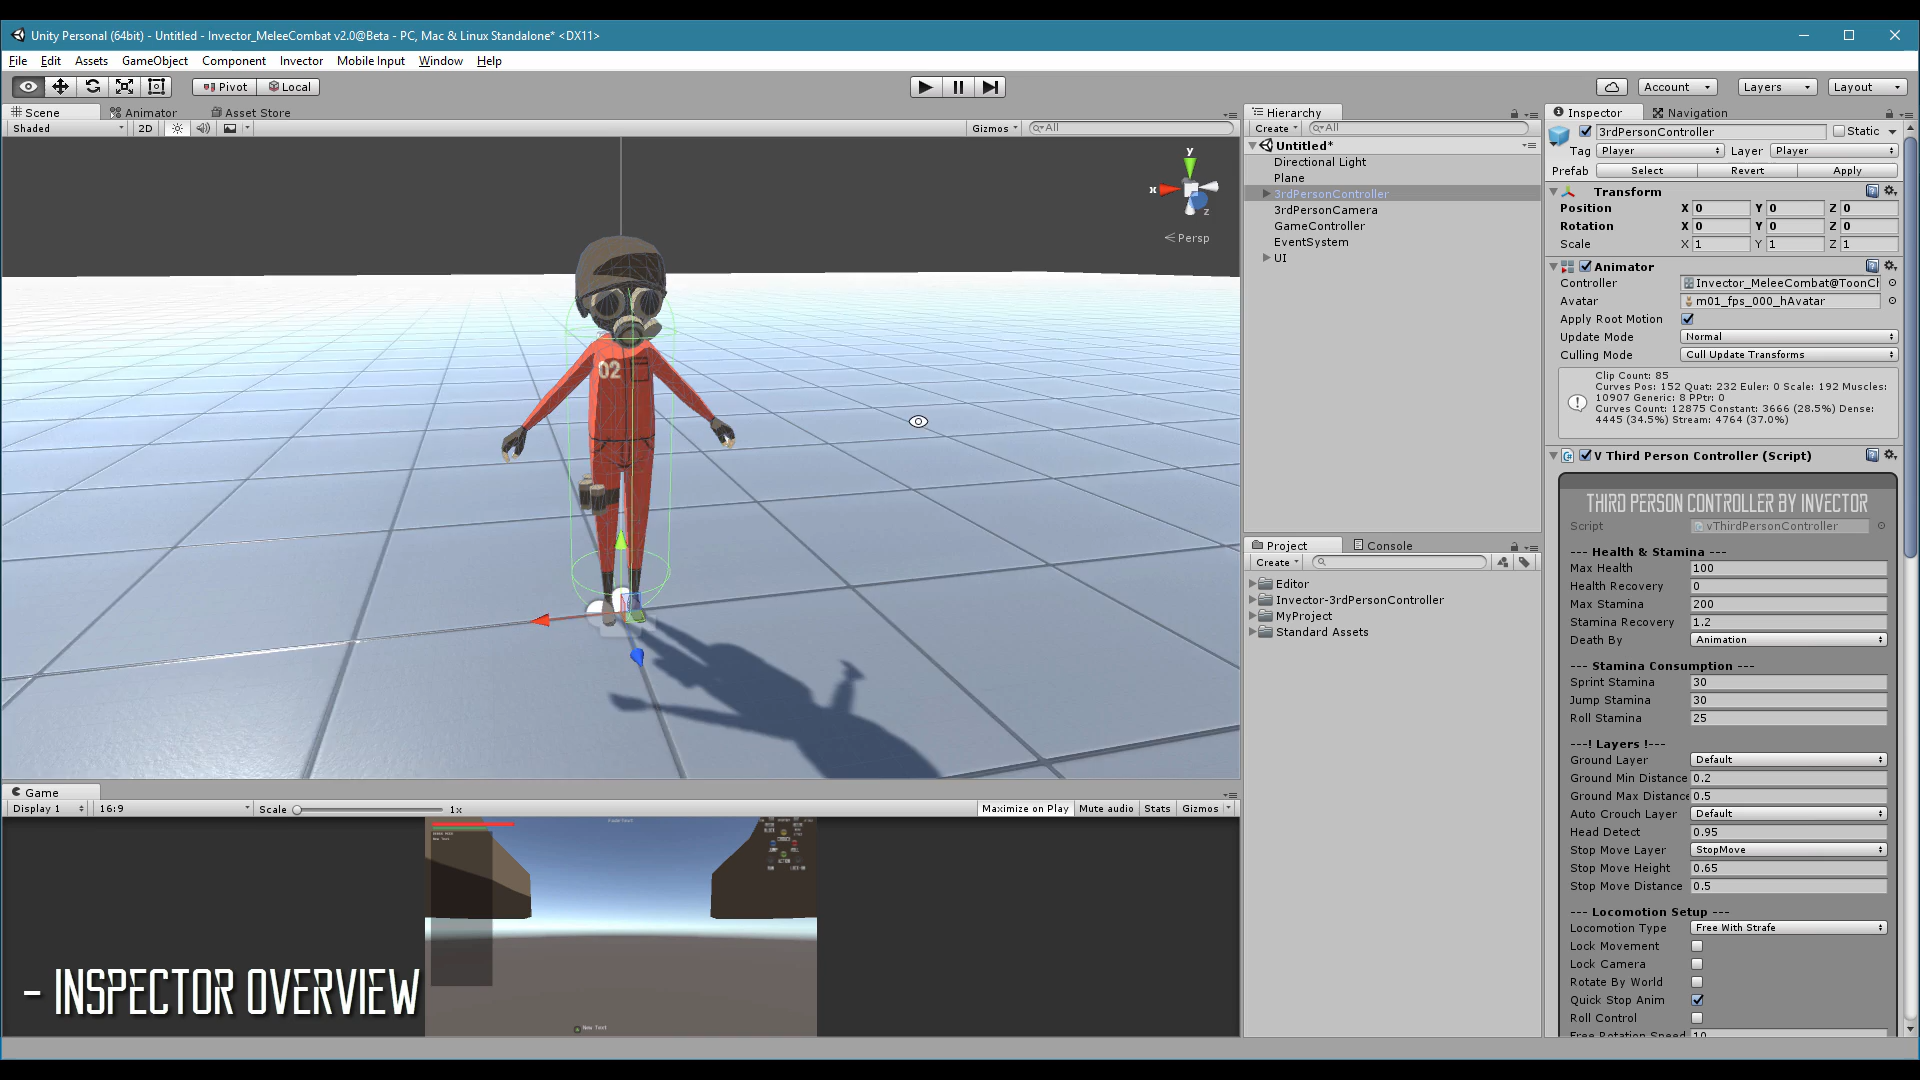 Unity Personal (64bit) - Untitled - Invector_MeleeCombat v2.0@Beta - PC, Mac & Linux Standalone* <DX11>
File Edit Assets GameObject Component Invector Mobile Input Window Help
Pivot Local
Account Layers Layout
Scene Animator Asset Store
Shaded 2D Gizmos All
y
x
z
Persp
02
Hierarchy
Create All
Untitled*
Directional Light
Plane
3rdPersonController
3rdPersonCamera
GameController
EventSystem
UI
Project Console
Create
Editor
Invector-3rdPersonController
MyProject
Standard Assets
Game
Display 1 16:9 Scale 1x Maximize on Play Mute audio Stats Gizmos
New Text
- INSPECTOR OVERVIEW
Inspector Navigation
3rdPersonController Static
Tag Player Layer Player
Prefab Select Revert Apply
Transform
Position X 0 Y 0 Z 0
Rotation X 0 Y 0 Z 0
Scale X 1 Y 1 Z 1
Animator
Controller Invector_MeleeCombat@ToonCh
Avatar m01_fps_000_hAvatar
Apply Root Motion
Update Mode Normal
Culling Mode Cull Update Transforms
Clip Count: 85
Curves Pos: 152 Quat: 232 Euler: 0 Scale: 192 Muscles:
10907 Generic: 8 PPtr: 0
Curves Count: 12875 Constant: 3666 (28.5%) Dense:
4445 (34.5%) Stream: 4764 (37.0%)
V Third Person Controller (Script)
THIRD PERSON CONTROLLER BY INVECTOR
Script vThirdPersonController
--- Health & Stamina ---
Max Health 100
Health Recovery 0
Max Stamina 200
Stamina Recovery 1.2
Death By Animation
--- Stamina Consumption ---
Sprint Stamina 30
Jump Stamina 30
Roll Stamina 25
---! Layers !---
Ground Layer Default
Ground Min Distance 0.2
Ground Max Distance 0.5
Auto Crouch Layer Default
Head Detect 0.95
Stop Move Layer StopMove
Stop Move Height 0.65
Stop Move Distance 0.5
--- Locomotion Setup ---
Locomotion Type Free With Strafe
Lock Movement
Lock Camera
Rotate By World
Quick Stop Anim
Roll Control
Free Rotation Speed 10